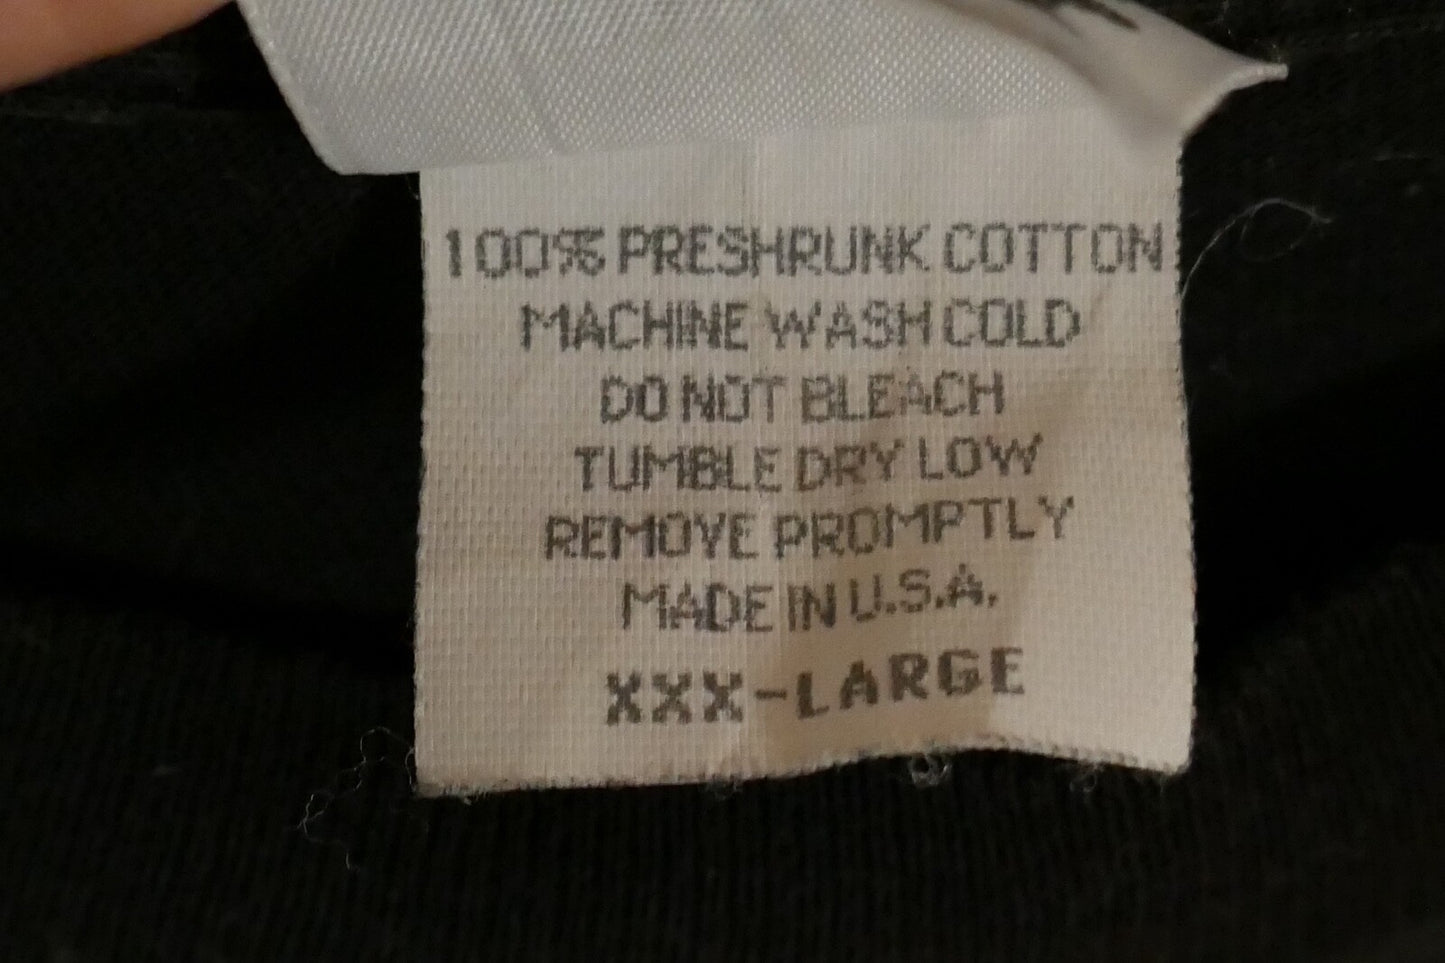 100% PRESHRUNK COTTON
MACHINE WASH COLD
DO NOT BLEACH
TUMBLE DRY LOW
REMOVE PROMPTLY
MADE IN U.S.A.
XXX-LARGE